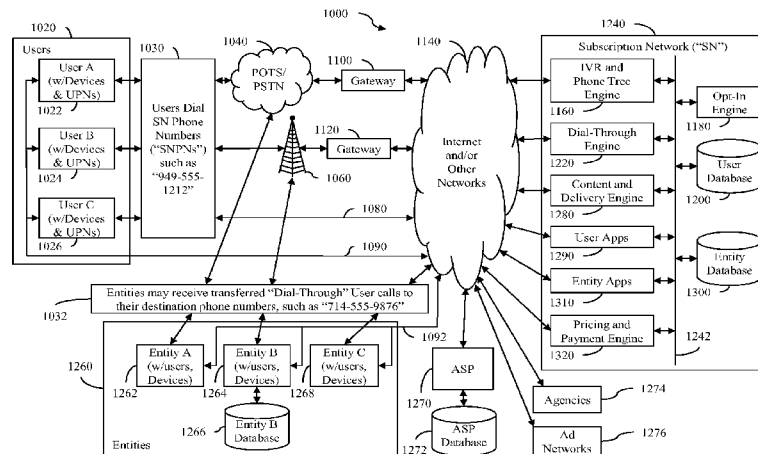 1000
1020
Users
User A
(w/Devices
& UPNs)
1022
User B
(w/Devices
& UPNs)
1024
User C
(w/Devices
& UPNs)
1026
1030
Users Dial
SN Phone
Numbers
("SNPNs")
such as
"949-555-
1212"
1040
POTS/
PSTN
1100
Gateway
1120
Gateway
1060
1080
1090
1140
Internet
and/or
Other
Networks
1240
Subscription Network ("SN")
IVR and
Phone Tree
Engine
1160
Dial-Through
Engine
1220
Content and
Delivery Engine
1280
User Apps
1290
Entity Apps
1310
Pricing and
Payment Engine
1320
1242
Opt-In
Engine
1180
User
Database
1200
Entity
Database
1300
1032
Entities may receive transferred "Dial-Through" User calls to
their destination phone numbers, such as "714-555-9876"
1092
1260
Entity A
(w/users,
Devices)
1262
Entity B
(w/users,
Devices)
1264
Entity C
(w/users,
Devices)
1268
Entity B
Database
1266
Entities
ASP
1270
ASP
Database
1272
Agencies
1274
Ad
Networks
1276